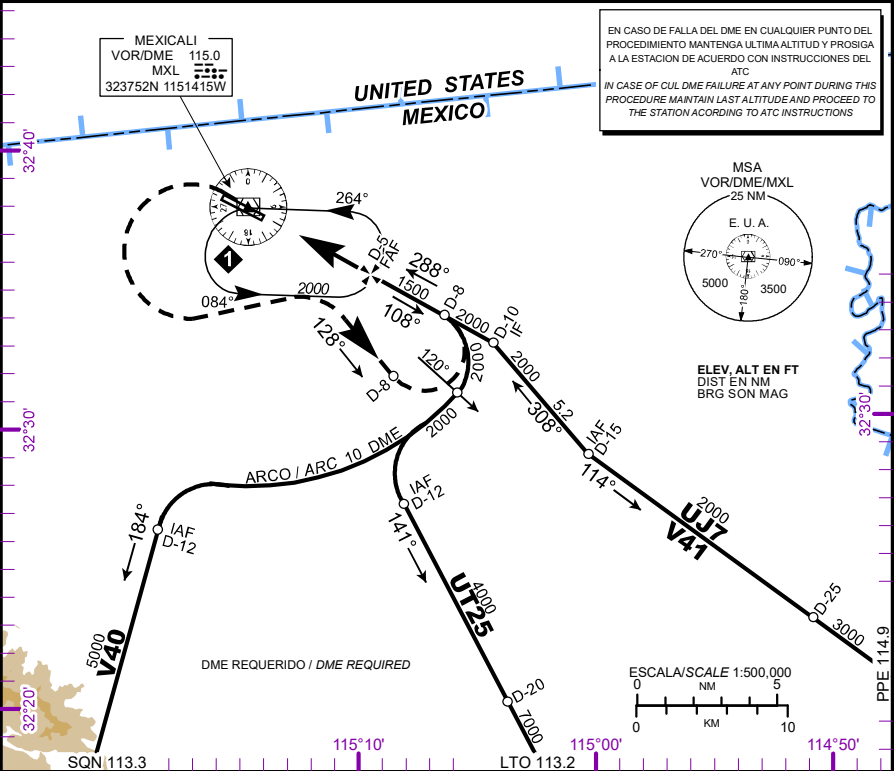 MEXICALI
VOR/DME 115.0
MXL
323752N 1151415W
UNITED STATES
MEXICO
EN CASO DE FALLA DEL DME EN CUALQUIER PUNTO DEL
PROCEDIMIENTO MANTENGA ULTIMA ALTITUD Y PROSIGA
A LA ESTACION DE ACUERDO CON INSTRUCCIONES DEL
ATC
IN CASE OF CUL DME FAILURE AT ANY POINT DURING THIS
PROCEDURE MAINTAIN LAST ALTITUDE AND PROCEED TO
THE STATION ACORDING TO ATC INSTRUCTIONS
32°40'
MSA
VOR/DME/MXL
25 NM
E. U. A.
270°
090°
180°
5000
3500
ELEV, ALT EN FT
DIST EN NM
BRG SON MAG
0
9
18
27
264°
1
084°
2000
D-5
FAF
288°
1500
108°
D-8
2000
D-10
IF
128°
D-8
120°
2000
2000
2000
5.2
308°
IAF
D-15
114°
2000
UJ7
V41
D-25
3000
PPE 114.9
32°30'
32°30'
ARCO / ARC 10 DME
184°
IAF
D-12
IAF
D-12
141°
4000
UT25
5000
V40
DME REQUERIDO / DME REQUIRED
D-20
7000
ESCALA/SCALE 1:500,000
0 NM 5
0 KM 10
32°20'
115°10'
115°00'
114°50'
SQN 113.3
LTO 113.2